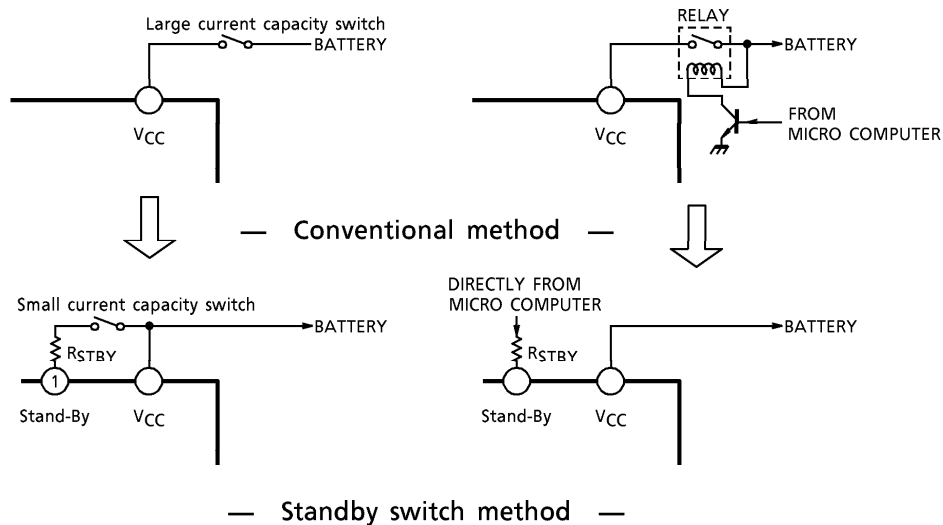 Large current capacity switch
BATTERY
VCC
RELAY
BATTERY
VCC
FROM
MICRO COMPUTER
— Conventional method —
Small current capacity switch
BATTERY
RSTBY
1
Stand-By
VCC
DIRECTLY FROM
MICRO COMPUTER
BATTERY
RSTBY
Stand-By
VCC
— Standby switch method —